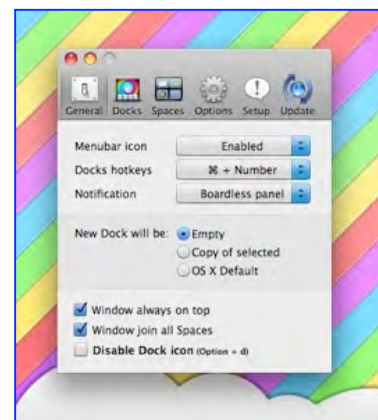 General Docks Spaces Options Setup Update
Menubar icon Enabled
Docks hotkeys ⌘ + Number
Notification Boardless panel
New Dock will be: Empty
Copy of selected
OS X Default
Window always on top
Window join all Spaces
Disable Dock icon (Option + d)